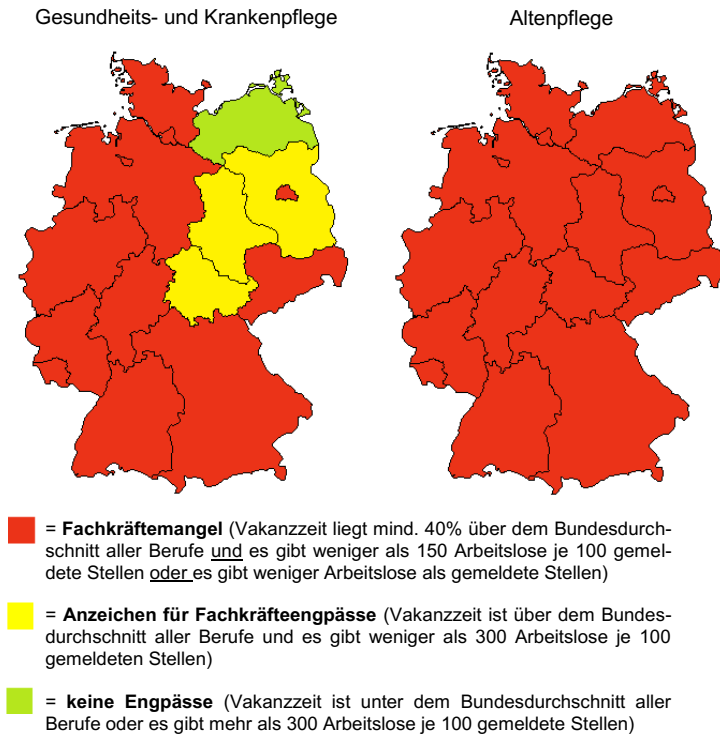 Gesundheits- und Krankenpflege
Altenpflege
= Fachkräftemangel (Vakanzzeit liegt mind. 40% über dem Bundesdurch-
schnitt aller Berufe und es gibt weniger als 150 Arbeitslose je 100 gemel-
dete Stellen oder es gibt weniger Arbeitslose als gemeldete Stellen)
= Anzeichen für Fachkräfteengpässe (Vakanzzeit ist über dem Bundes-
durchschnitt aller Berufe und es gibt weniger als 300 Arbeitslose je 100
gemeldeten Stellen)
= keine Engpässe (Vakanzzeit ist unter dem Bundesdurchschnitt aller
Berufe oder es gibt mehr als 300 Arbeitslose je 100 gemeldete Stellen)